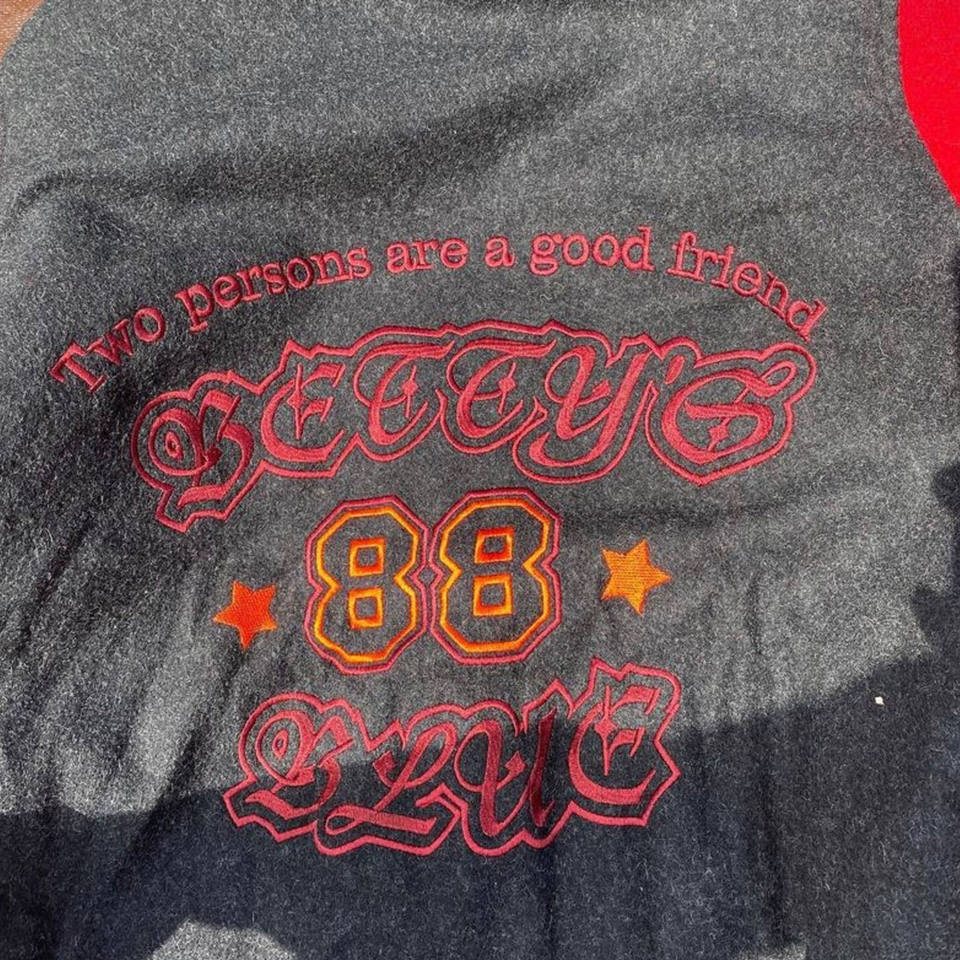 Two persons are a good friend
BETTY'S
88
BLUE